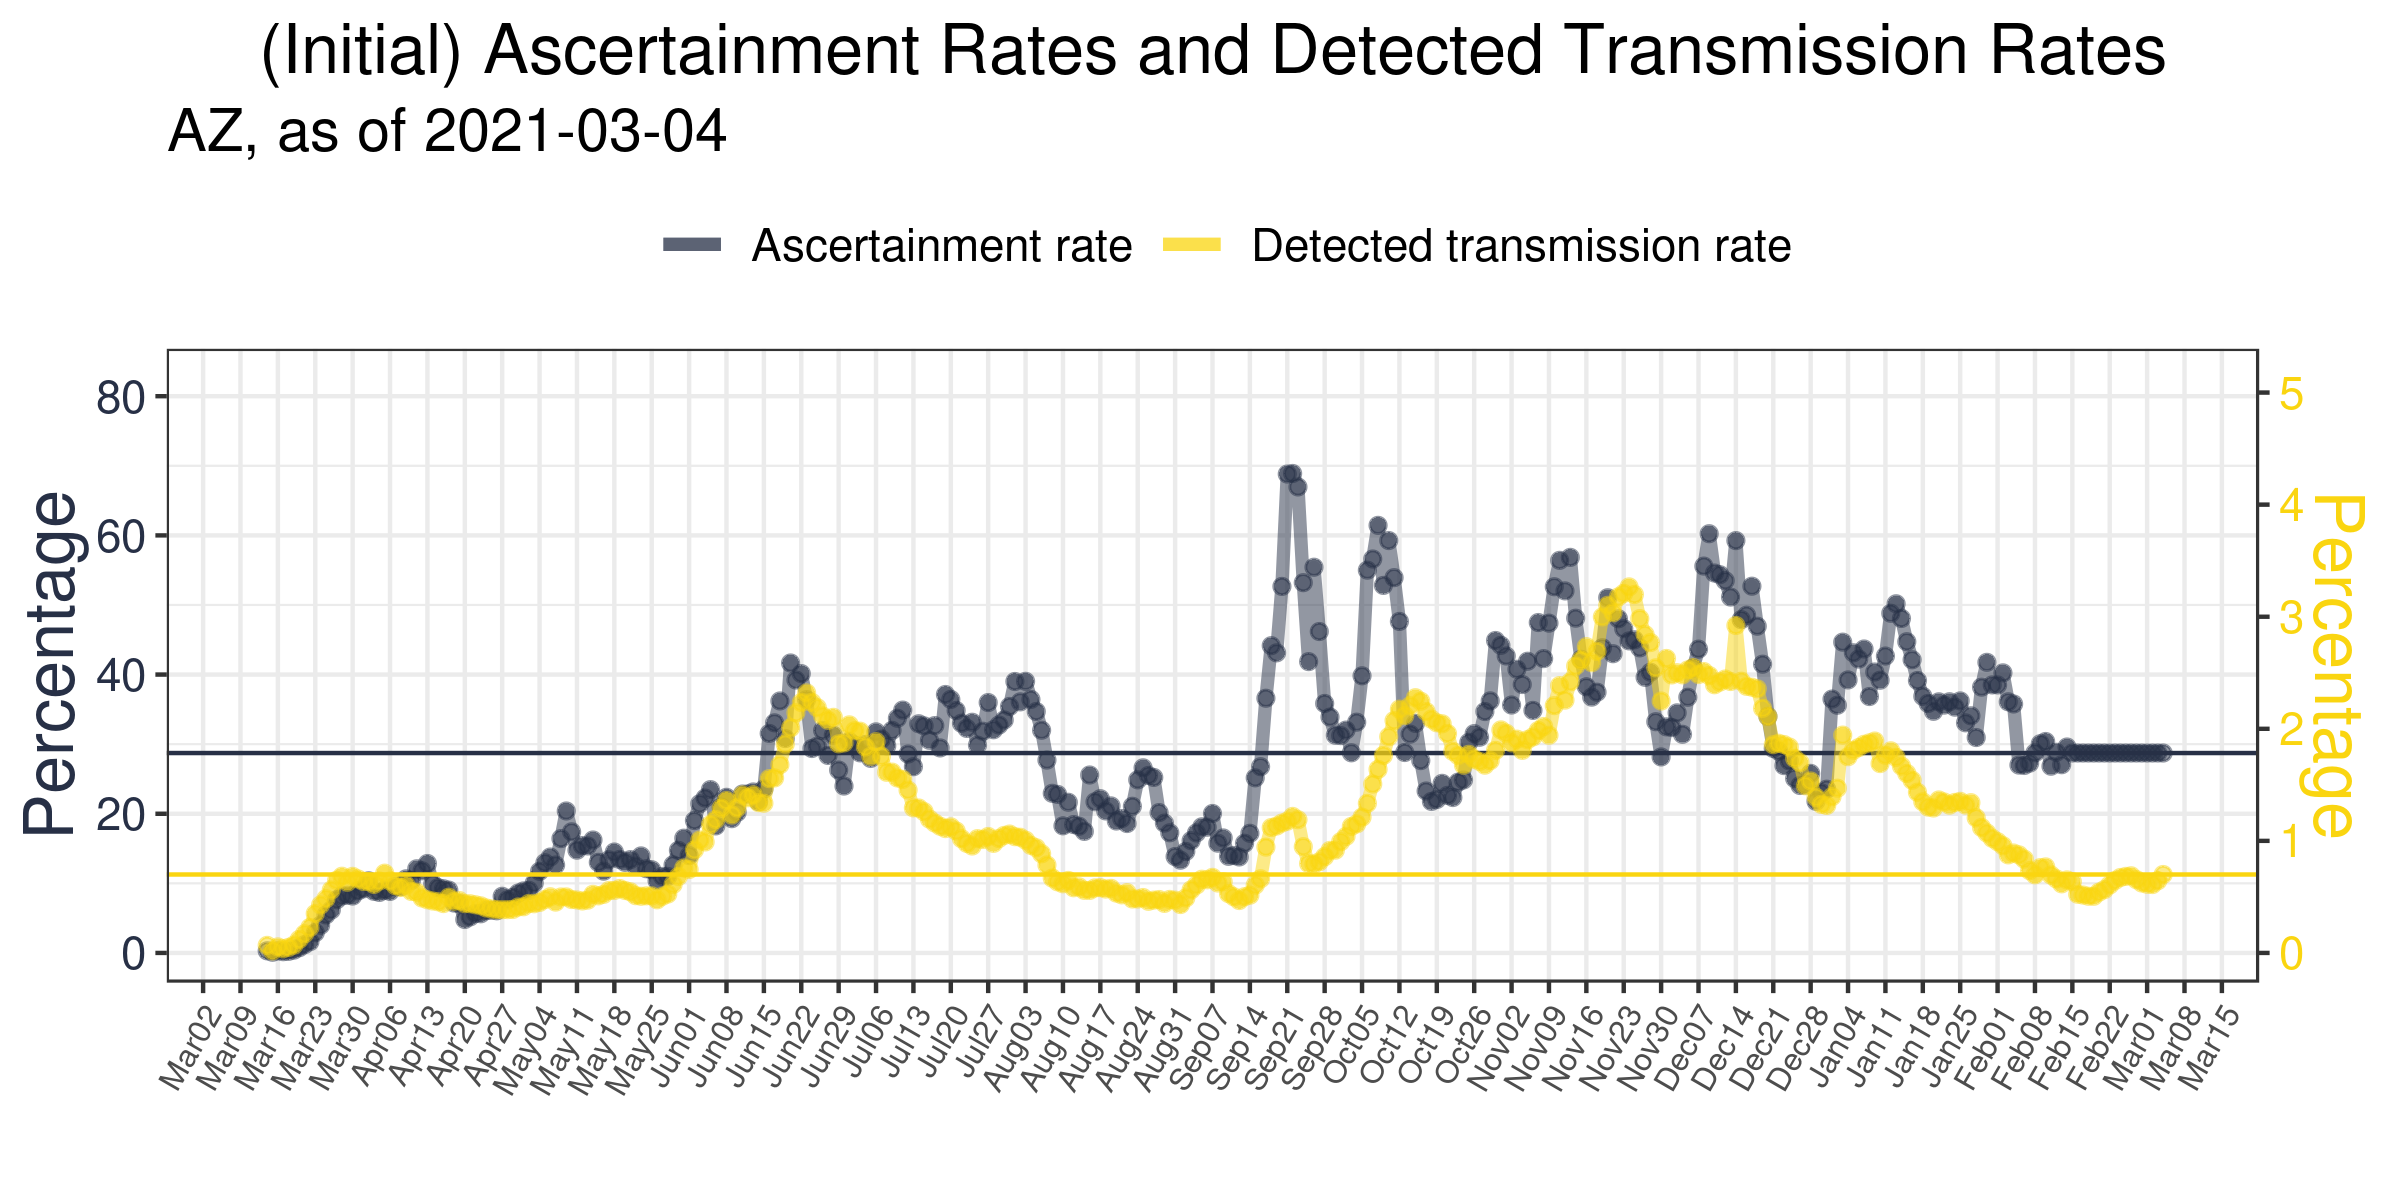 (Initial) Ascertainment Rates and Detected Transmission Rates
AZ, as of 2021-03-04
Ascertainment rate
Detected transmission rate
Percentage
80
60
40
20
0
5
4
3
2
1
0
Percentage
Mar02
Mar09
Mar16
Mar23
Mar30
Apr06
Apr13
Apr20
Apr27
May04
May11
May18
May25
Jun01
Jun08
Jun15
Jun22
Jun29
Jul06
Jul13
Jul20
Jul27
Aug03
Aug10
Aug17
Aug24
Aug31
Sep07
Sep14
Sep21
Sep28
Oct05
Oct12
Oct19
Oct26
Nov02
Nov09
Nov16
Nov23
Nov30
Dec07
Dec14
Dec21
Dec28
Jan04
Jan11
Jan18
Jan25
Feb01
Feb08
Feb15
Feb22
Mar01
Mar08
Mar15